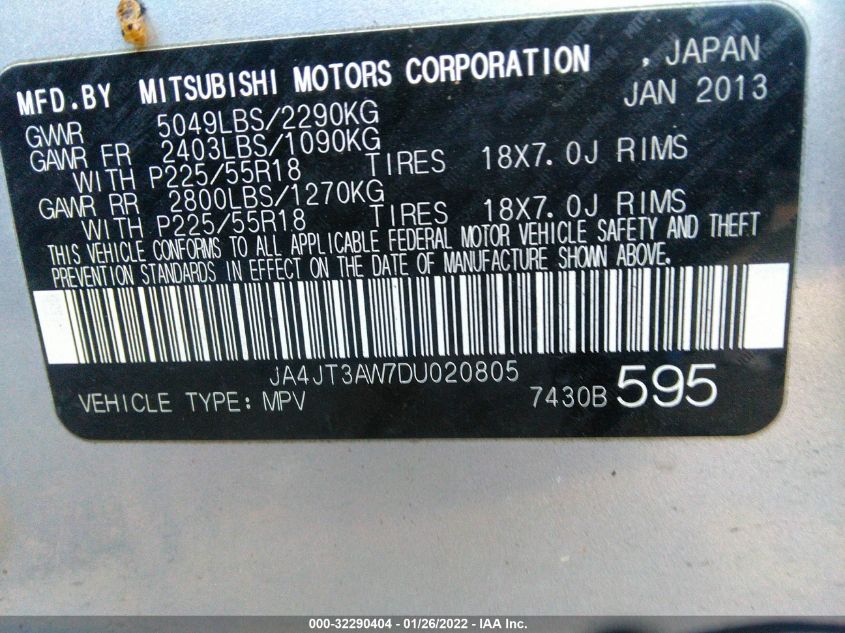 MFD.BY MITSUBISHI MOTORS CORPORATION , JAPAN
JAN 2013
GVWR 5049LBS/2290KG
GAWR FR 2403LBS/1090KG
WITH P225/55R18 TIRES 18X7.0J RIMS
GAWR RR 2800LBS/1270KG
WITH P225/55R18 TIRES 18X7.0J RIMS
THIS VEHICLE CONFORMS TO ALL APPLICABLE FEDERAL MOTOR VEHICLE SAFETY AND THEFT
PREVENTION STANDARDS IN EFFECT ON THE DATE OF MANUFACTURE SHOWN ABOVE.
JA4JT3AW7DU020805
VEHICLE TYPE: MPV 7430B 595
000-32290404 - 01/26/2022 - IAA Inc.